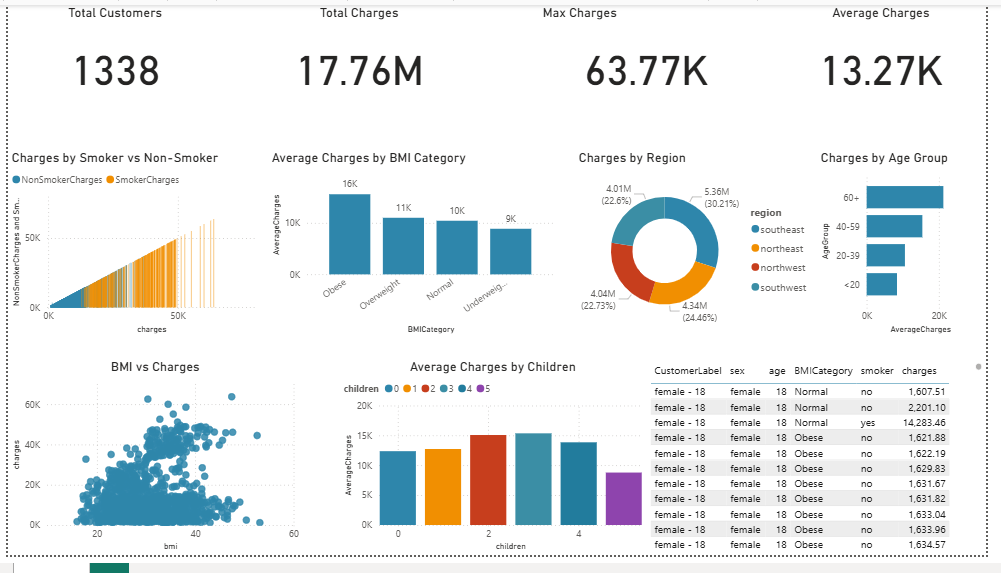 Total Customers
Total Charges
Max Charges
Average Charges
1338
17.76M
63.77K
13.27K
Charges by Smoker vs Non-Smoker
NonSmokerCharges SmokerCharges
NonSmokerCharges and Sm...
50K
0K
0K 50K
charges
Average Charges by BMI Category
AverageCharges
10K
0K
16K
11K
10K
9K
Obese
Overweight
Normal
Underweig...
BMICategory
Charges by Region
4.01M
(22.6%)
5.36M
(30.21%)
4.04M
(22.73%)
4.34M
(24.46%)
region
southeast
northeast
northwest
southwest
Charges by Age Group
AgeGroup
60+
40-59
20-39
<20
0K 20K
AverageCharges
BMI vs Charges
charges
60K
40K
20K
0K
20 40 60
bmi
Average Charges by Children
children 0 1 2 3 4 5
AverageCharges
20K
15K
10K
5K
0K
0 2 4
children
CustomerLabel sex age BMICategory smoker charges
female - 18 female 18 Normal no 1,607.51
female - 18 female 18 Normal no 2,201.10
female - 18 female 18 Normal yes 14,283.46
female - 18 female 18 Obese no 1,621.88
female - 18 female 18 Obese no 1,622.19
female - 18 female 18 Obese no 1,629.83
female - 18 female 18 Obese no 1,631.67
female - 18 female 18 Obese no 1,631.82
female - 18 female 18 Obese no 1,633.04
female - 18 female 18 Obese no 1,633.96
female - 18 female 18 Obese no 1,634.57